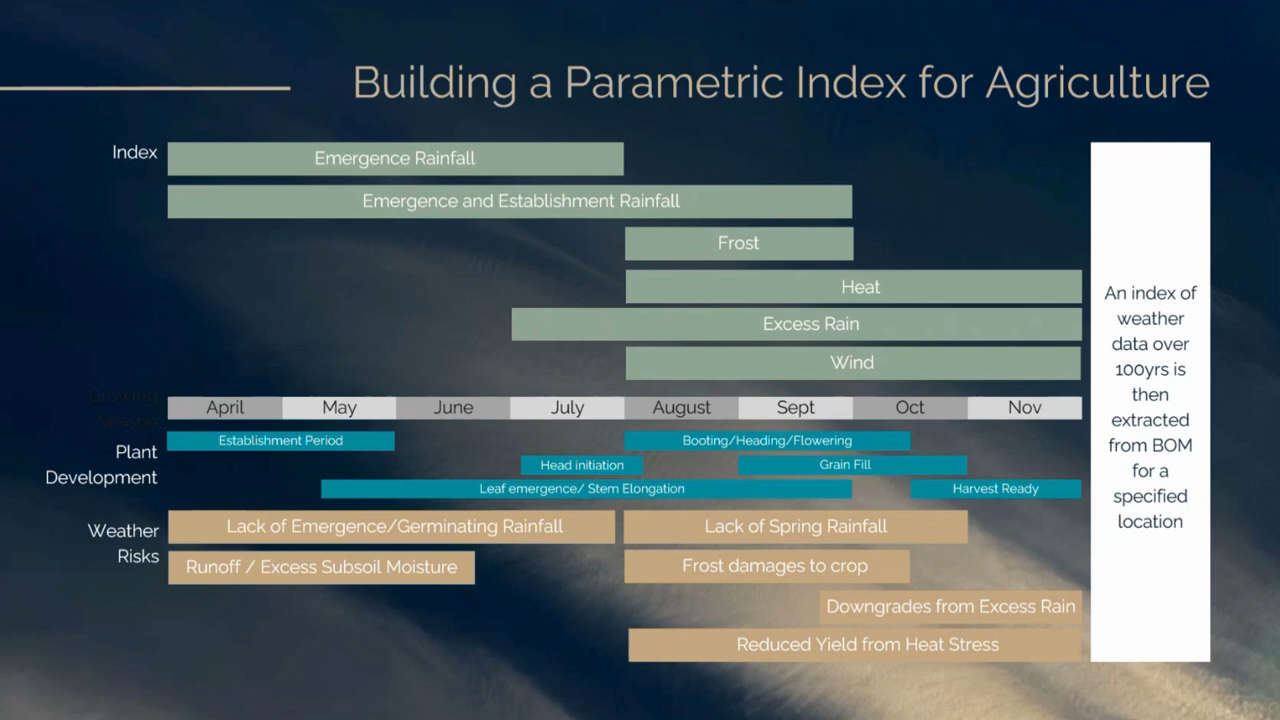 Building a Parametric Index for Agriculture
Index
Emergence Rainfall
Emergence and Establishment Rainfall
Frost
Heat
Excess Rain
Wind
Growing
Season
April
May
June
July
August
Sept
Oct
Nov
Plant
Development
Establishment Period
Booting/Heading/Flowering
Head initiation
Grain Fill
Leaf emergence/ Stem Elongation
Harvest Ready
Weather
Risks
Lack of Emergence/Germinating Rainfall
Lack of Spring Rainfall
Runoff / Excess Subsoil Moisture
Frost damages to crop
Downgrades from Excess Rain
Reduced Yield from Heat Stress
An index of
weather
data over
100yrs is
then
extracted
from BOM
for a
specified
location